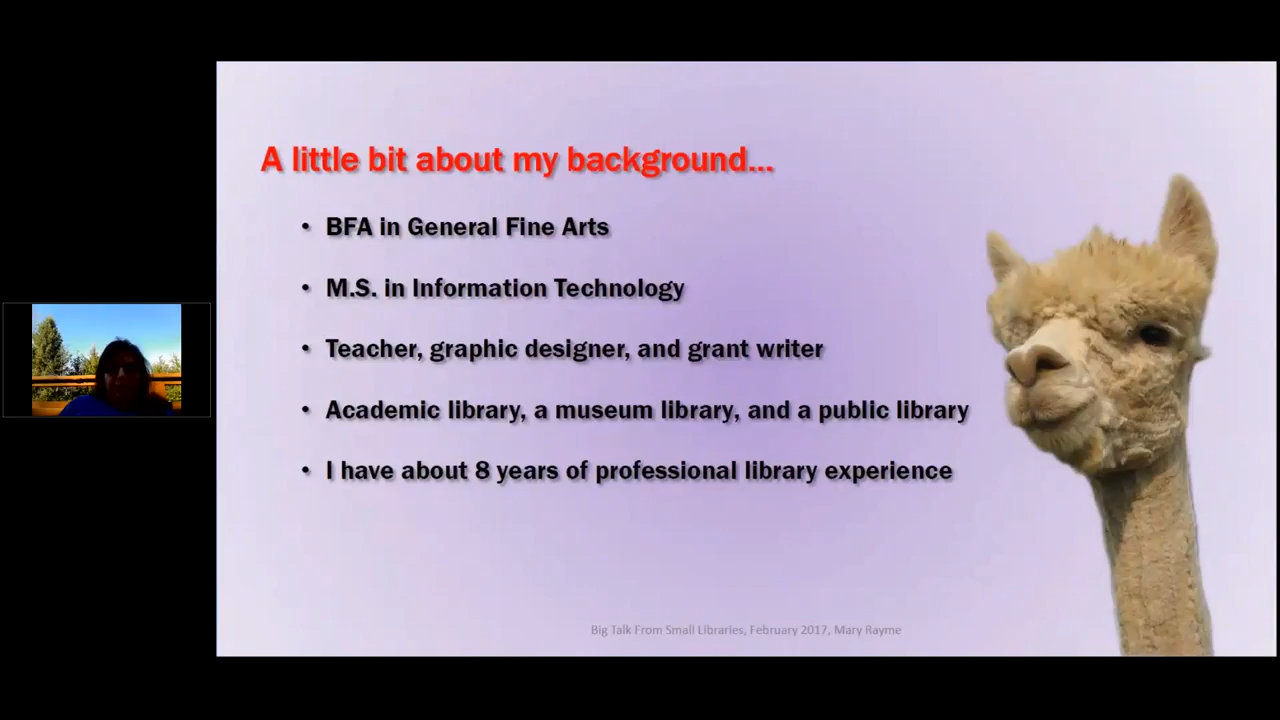 A little bit about my background...
• BFA in General Fine Arts
• M.S. in Information Technology
• Teacher, graphic designer, and grant writer
• Academic library, a museum library, and a public library
• I have about 8 years of professional library experience
Big Talk From Small Libraries, February 2017, Mary Rayme